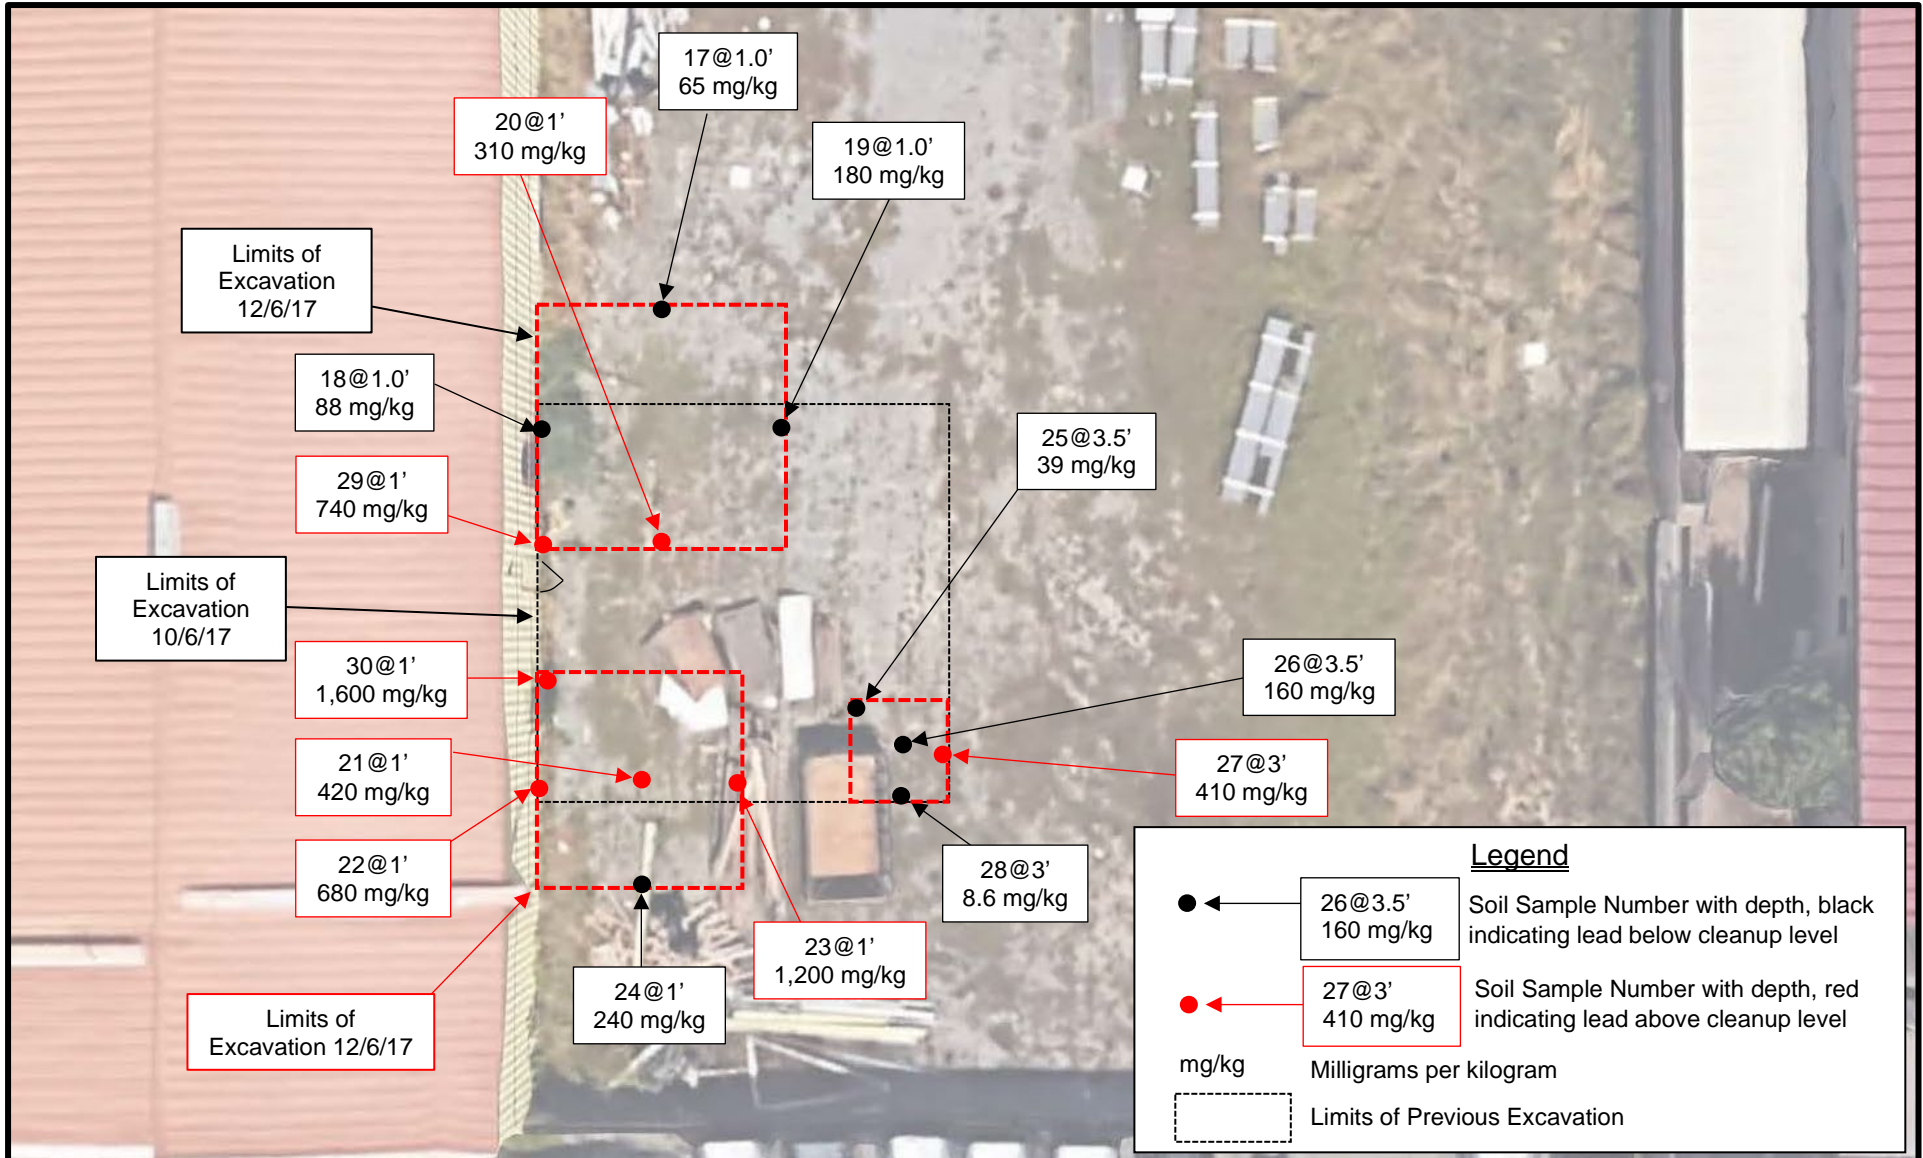 17@1.0’
65 mg/kg
20@1’
310 mg/kg
19@1.0’
180 mg/kg
Limits of
Excavation
12/6/17
18@1.0’
88 mg/kg
29@1’
740 mg/kg
25@3.5’
39 mg/kg
Limits of
Excavation
10/6/17
30@1’
1,600 mg/kg
26@3.5’
160 mg/kg
21@1’
420 mg/kg
27@3’
410 mg/kg
22@1’
680 mg/kg
28@3’
8.6 mg/kg
23@1’
1,200 mg/kg
24@1’
240 mg/kg
Limits of
Excavation 12/6/17
Legend
26@3.5’
160 mg/kg
Soil Sample Number with depth, black
indicating lead below cleanup level
27@3’
410 mg/kg
Soil Sample Number with depth, red
indicating lead above cleanup level
mg/kg
Milligrams per kilogram
Limits of Previous Excavation